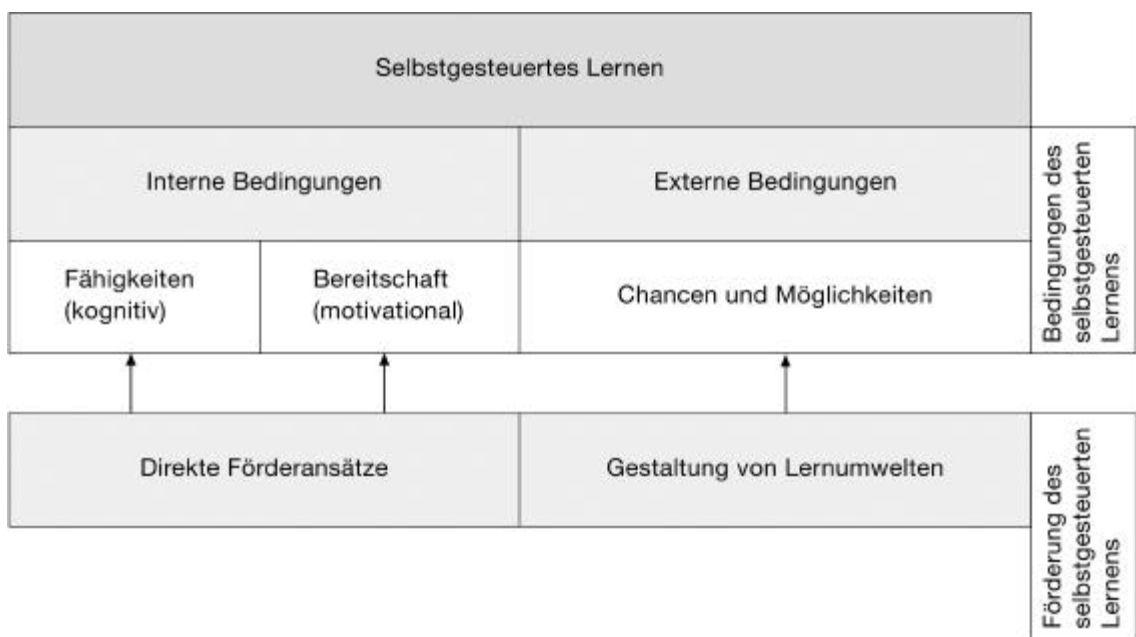 Selbstgesteuertes Lernen
Interne Bedingungen
Externe Bedingungen
Bedingungen des
selbstgesteuerten
Lernens
Fähigkeiten
(kognitiv)
Bereitschaft
(motivational)
Chancen und Möglichkeiten
Direkte Förderansätze
Gestaltung von Lernumwelten
Förderung des
selbstgesteuerten
Lernens